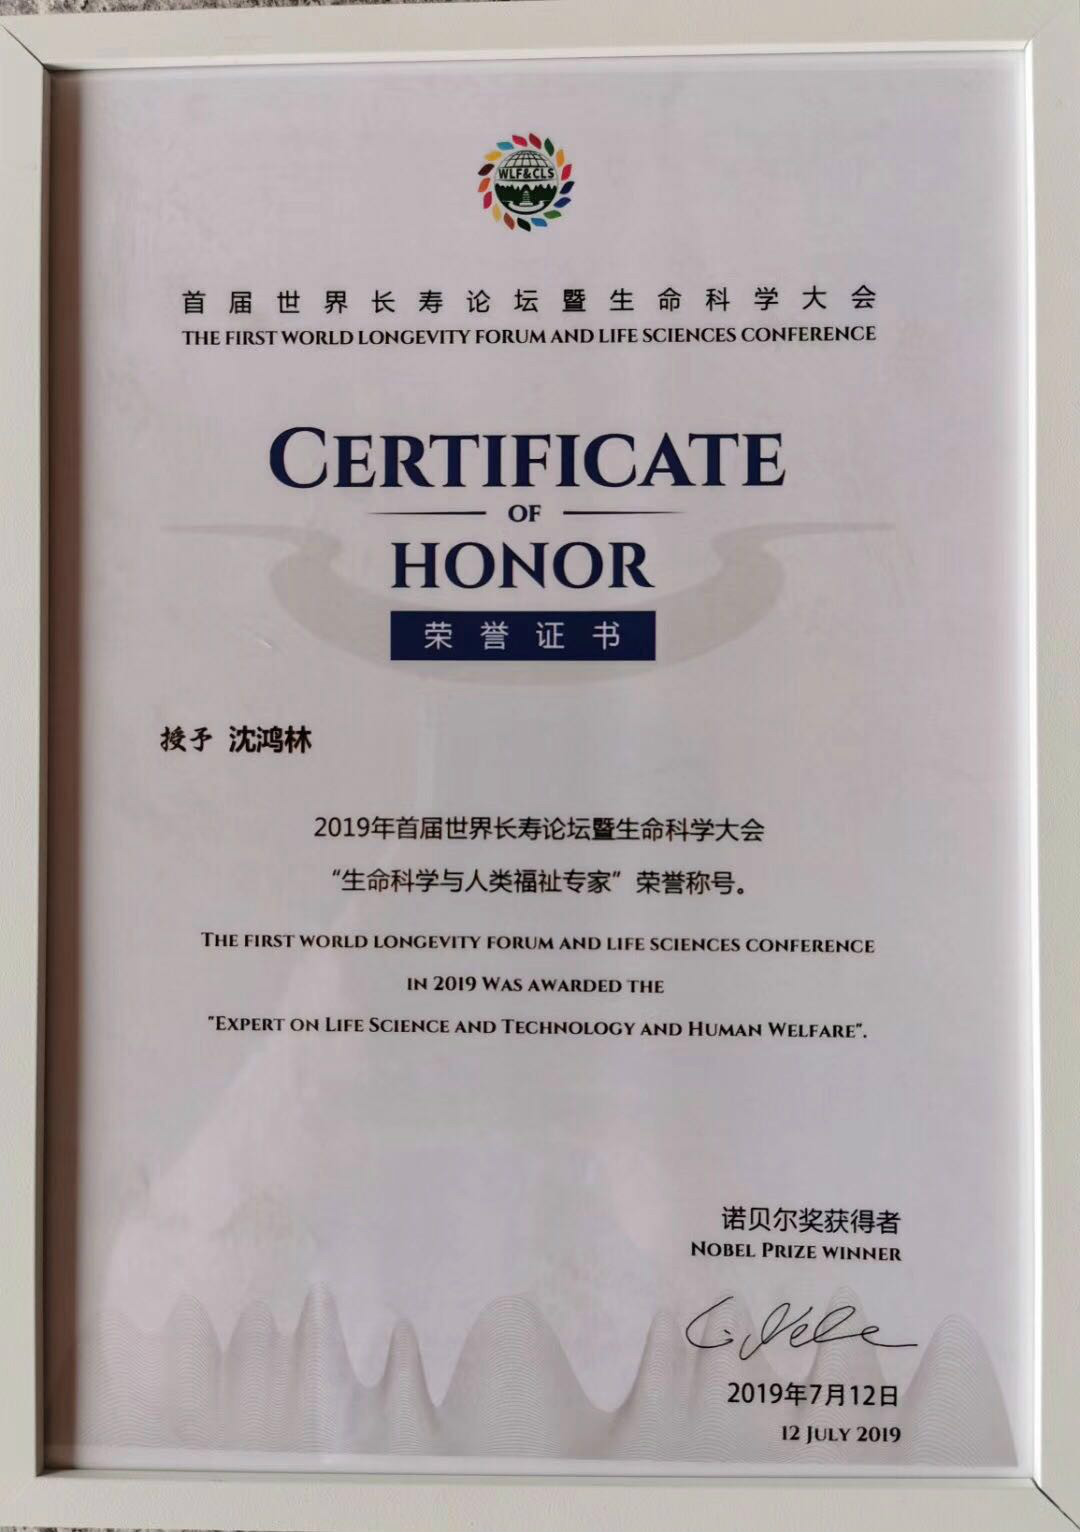 WLF&CLS
首届世界长寿论坛暨生命科学大会
THE FIRST WORLD LONGEVITY FORUM AND LIFE SCIENCES CONFERENCE
CERTIFICATE
OF
HONOR
荣誉证书
授予 沈鸿林
2019年首届世界长寿论坛暨生命科学大会
“生命科学与人类福祉专家”荣誉称号。
THE FIRST WORLD LONGEVITY FORUM AND LIFE SCIENCES CONFERENCE
IN 2019 WAS AWARDED THE
"EXPERT ON LIFE SCIENCE AND TECHNOLOGY AND HUMAN WELFARE".
诺贝尔奖获得者
NOBEL PRIZE WINNER
2019年7月12日
12 JULY 2019